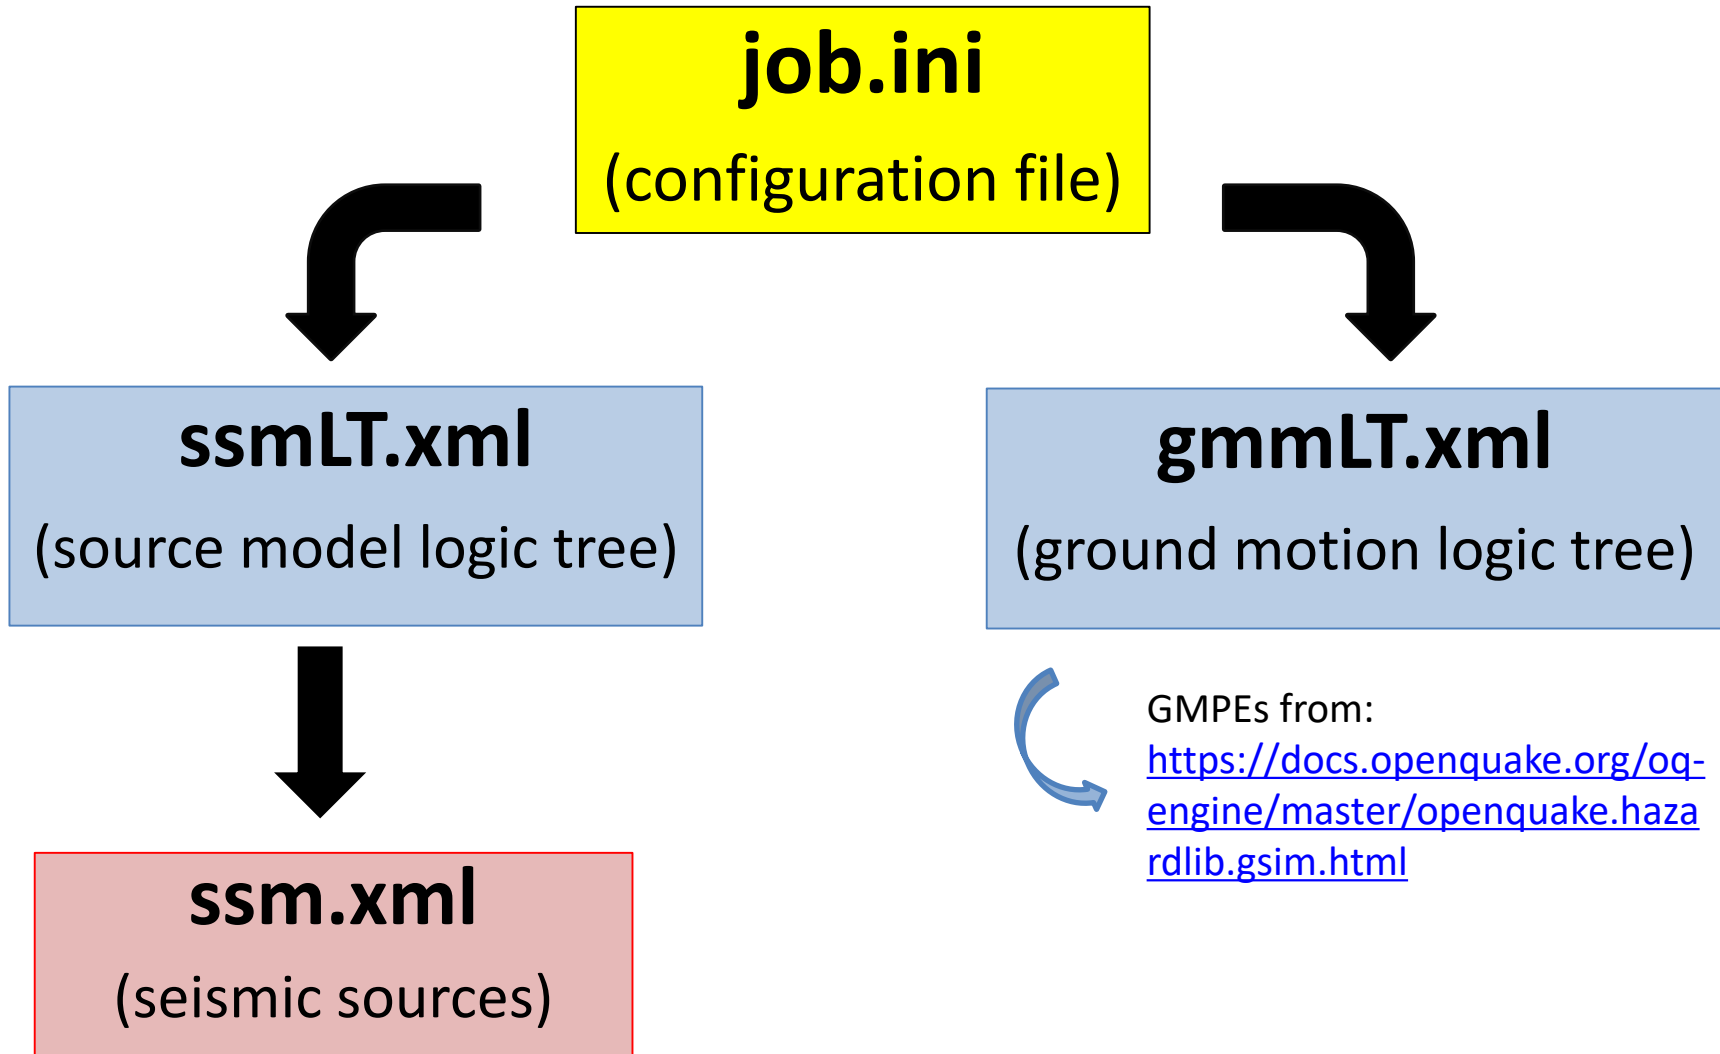 job.ini
(configuration file)
ssmLT.xml
(source model logic tree)
gmmLT.xml
(ground motion logic tree)
GMPEs from:
https://docs.openquake.org/oq-
engine/master/openquake.haza
rdlib.gsim.html
ssm.xml
(seismic sources)